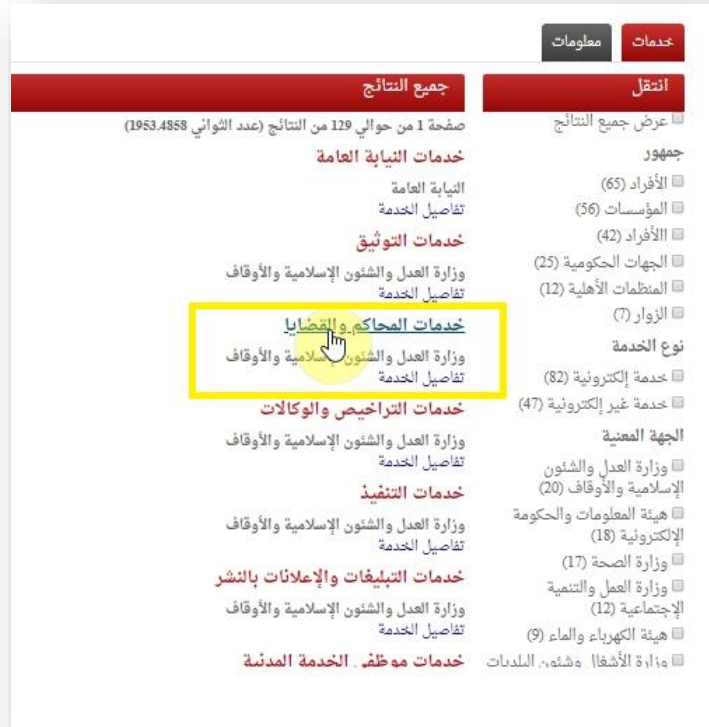 خدمات
معلومات
انتقل
عرض جميع النتائج
جمهور
الأفراد (65)
المؤسسات (56)
االأفراد (42)
الجهات الحكومية (25)
المنظمات الأهلية (12)
الزوار (7)
نوع الخدمة
خدمة إلكترونية (82)
خدمة غير إلكترونية (47)
الجهة المعنية
وزارة العدل والشئون
الإسلامية والأوقاف (20)
هيئة المعلومات والحكومة
الإلكترونية (18)
وزارة الصحة (17)
وزارة العمل والتنمية
الإجتماعية (12)
هيئة الكهرباء والماء (9)
وزارة الأشغال وشئون البلديات
جميع النتائج
صفحة 1 من حوالي 129 من النتائج (عدد الثواني 1953.4858)
خدمات النيابة العامة
النيابة العامة
تفاصيل الخدمة
خدمات التوثيق
وزارة العدل والشئون الإسلامية والأوقاف
تفاصيل الخدمة
خدمات المحاكم والقضايا
وزارة العدل والشئون الإسلامية والأوقاف
تفاصيل الخدمة
خدمات التراخيص والوكالات
وزارة العدل والشئون الإسلامية والأوقاف
تفاصيل الخدمة
خدمات التنفيذ
وزارة العدل والشئون الإسلامية والأوقاف
تفاصيل الخدمة
خدمات التبليغات والإعلانات بالنشر
وزارة العدل والشئون الإسلامية والأوقاف
تفاصيل الخدمة
خدمات موظفي الخدمة المدنية